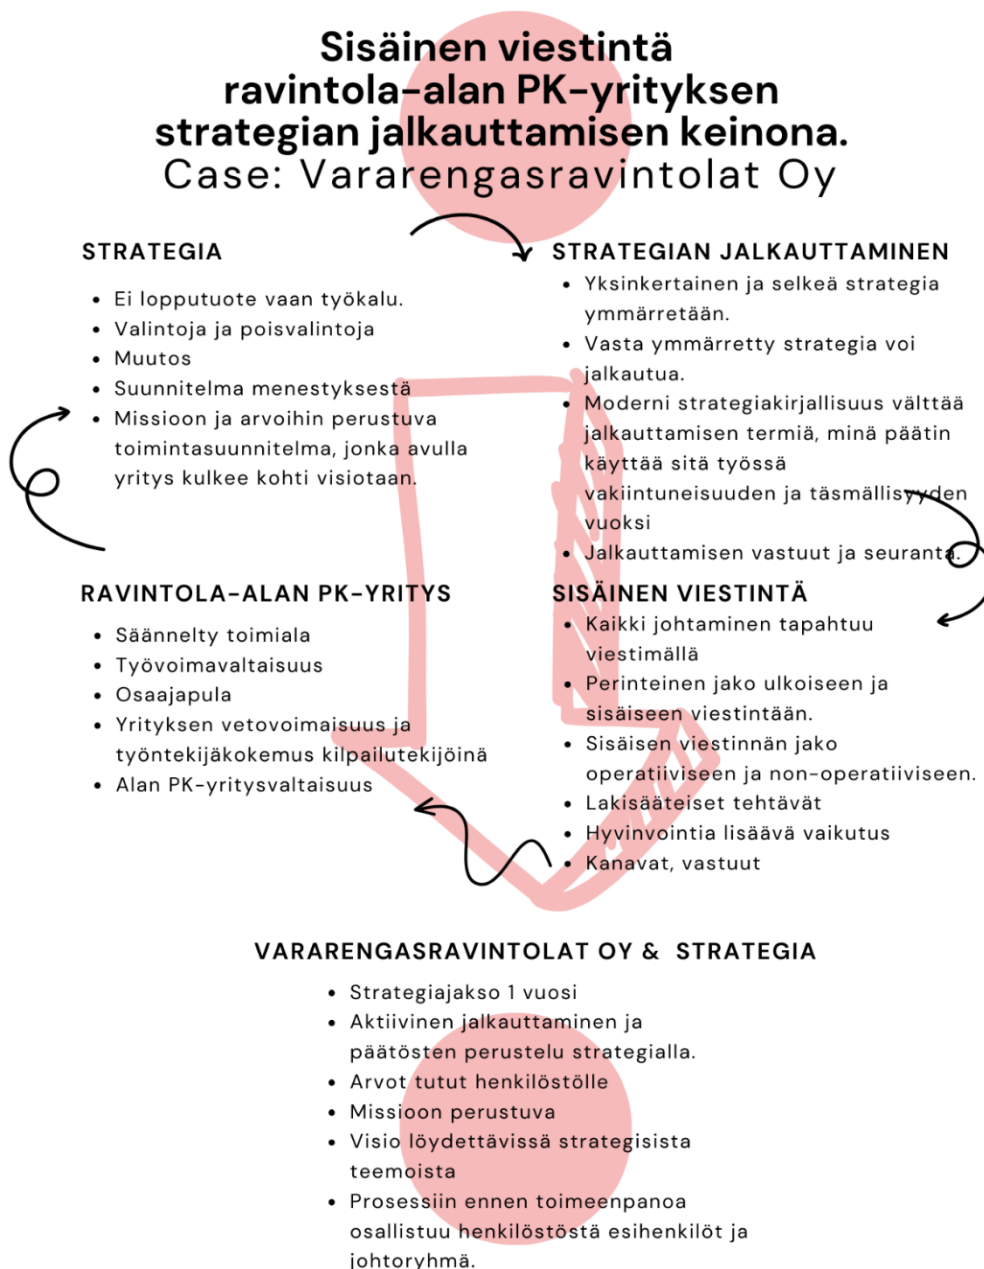 Sisäinen viestintä
ravintola-alan PK-yrityksen
strategian jalkauttamisen keinona.
Case: Vararengasravintolat Oy
STRATEGIA
• Ei lopputuote vaan työkalu.
• Valintoja ja poisvalintoja
• Muutos
• Suunnitelma menestyksestä
• Missioon ja arvoihin perustuva
toimintasuunnitelma, jonka avulla
yritys kulkee kohti visiotaan.
STRATEGIAN JALKAUTTAMINEN
• Yksinkertainen ja selkeä strategia
ymmärretään.
• Vasta ymmärretty strategia voi
jalkautua.
• Moderni strategiakirjallisuus välttää
jalkauttamisen termiä, minä päätin
käyttää sitä työssä
vakiintuneisuuden ja täsmällisyyden
vuoksi
• Jalkauttamisen vastuut ja seuranta.
RAVINTOLA-ALAN PK-YRITYS
• Säännelty toimiala
• Työvoimavaltaisuus
• Osaajapula
• Yrityksen vetovoimaisuus ja
työntekijäkokemus kilpailutekijöinä
• Alan PK-yritysvaltaisuus
SISÄINEN VIESTINTÄ
• Kaikki johtaminen tapahtuu
viestimällä
• Perinteinen jako ulkoiseen ja
sisäiseen viestintään.
• Sisäisen viestinnän jako
operatiiviseen ja non-operatiiviseen.
• Lakisääteiset tehtävät
• Hyvinvointia lisäävä vaikutus
• Kanavat, vastuut
VARARENGASRAVINTOLAT OY & STRATEGIA
• Strategiajakso 1 vuosi
• Aktiivinen jalkauttaminen ja
päätösten perustelu strategialla.
• Arvot tutut henkilöstölle
• Missioon perustuva
• Visio löydettävissä strategisista
teemoista
• Prosessiin ennen toimeenpanoa
osallistuu henkilöstöstä esihenkilöt ja
johtoryhmä.